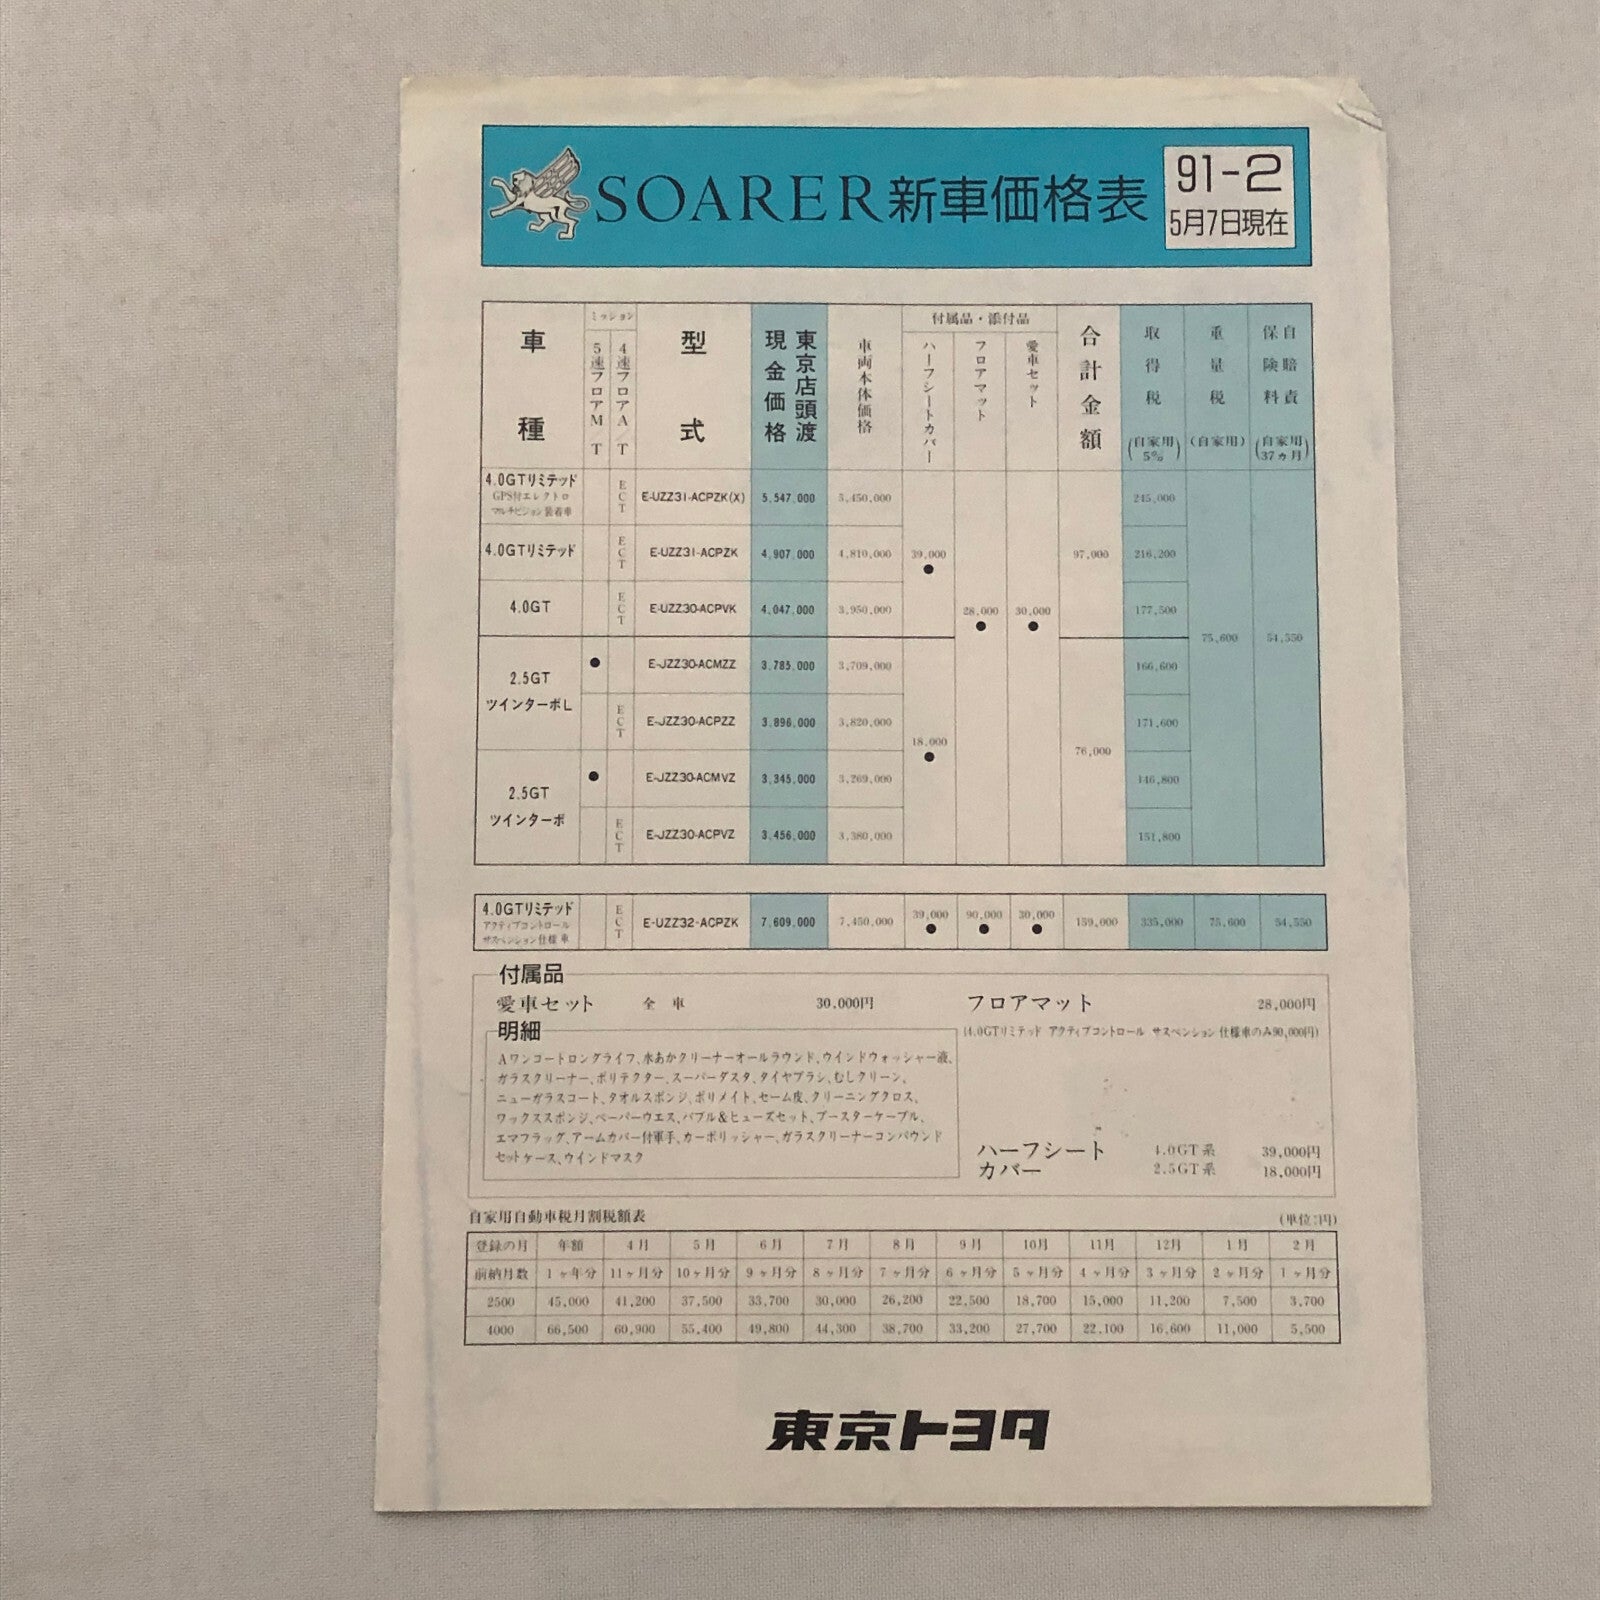 SOARER新車価格表
91-2
5月7日現在
車種 ミッション 型式 東京店頭渡現金価格 車両本体価格 付属品・添付品 合計金額 取得税 重量税 自賠責保険料
5速フロアM/T 4速フロアA/T ハーフシートカバー フロアマット 愛車セット (自家用5%) (自家用) (自家用37ヵ月)
4.0GTリミテッド GPS付エレクトロマルチビジョン装着車 ECT E-UZZ31-ACPZK(X) 5,547,000 5,450,000 245,000
4.0GTリミテッド ECT E-UZZ31-ACPZK 4,907,000 4,810,000 39,000 ● 97,000 216,200
4.0GT ECT E-UZZ30-ACPVK 4,047,000 3,950,000 28,000 ● 30,000 ● 177,500
75,600 54,550
2.5GT ツインターボL ● E-JZZ30-ACMZZ 3,785,000 3,709,000 166,600
ECT E-JZZ30-ACPZZ 3,896,000 3,820,000 171,600
18,000 ● 76,000
2.5GT ツインターボ ● E-JZZ30-ACMVZ 3,345,000 3,269,000 146,800
ECT E-JZZ30-ACPVZ 3,456,000 3,380,000 151,800
4.0GTリミテッド アクティブコントロール サスペンション仕様車 ECT E-UZZ32-ACPZK 7,609,000 7,450,000 39,000 ● 90,000 ● 30,000 ● 159,000 335,000 75,600 54,550
付属品
愛車セット 全車 30,000円
明細
Aワンコートロングライフ、水あかクリーナーオールラウンド、ウインドウォッシャー液、
ガラスクリーナー、ポリテクター、スーパーダスタ、タイヤブラシ、むしクリーン、
ニューガラスコート、タオルスポンジ、ポリメイト、セーム皮、クリーニングクロス、
ワックススポンジ、ペーパーウエス、バブル&ヒューズセット、ブースターケーブル、
エマフラッグ、アームカバー付軍手、カーポリッシャー、ガラスクリーナーコンパウンド
セットケース、ウインドマスク
フロアマット 28,000円
(4.0GTリミテッド アクティブコントロール サスペンション仕様車のみ90,000円)
ハーフシートカバー 4.0GT系 39,000円
2.5GT系 18,000円
自家用自動車税月割税額表 (単位:円)
登録の月 年額 4月 5月 6月 7月 8月 9月 10月 11月 12月 1月 2月
前納月数 1ヶ年分 11ヶ月分 10ヶ月分 9ヶ月分 8ヶ月分 7ヶ月分 6ヶ月分 5ヶ月分 4ヶ月分 3ヶ月分 2ヶ月分 1ヶ月分
2500 45,000 41,200 37,500 33,700 30,000 26,200 22,500 18,700 15,000 11,200 7,500 3,700
4000 66,500 60,900 55,400 49,800 44,300 38,700 33,200 27,700 22,100 16,600 11,000 5,500
東京トヨタ